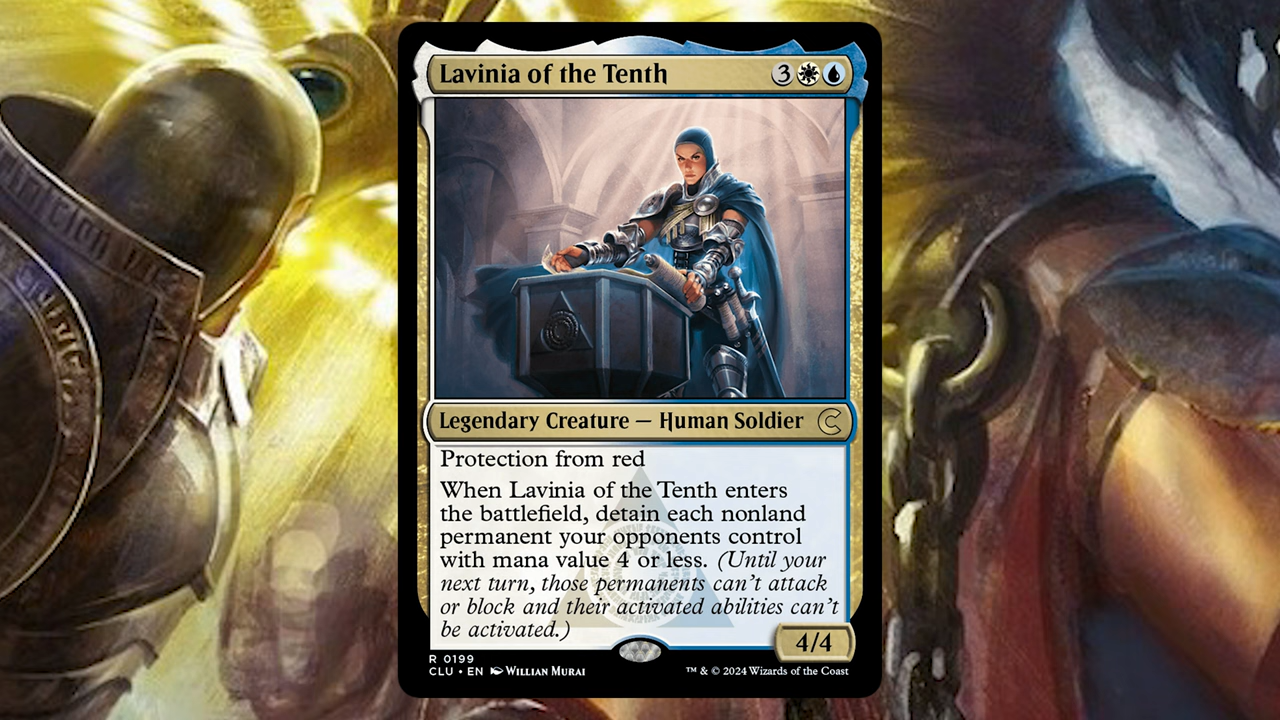 Lavinia of the Tenth 3
Legendary Creature — Human Soldier
Protection from red
When Lavinia of the Tenth enters
the battlefield, detain each nonland
permanent your opponents control
with mana value 4 or less. (Until your
next turn, those permanents can't attack
or block and their activated abilities can't
be activated.)
4/4
R 0199
CLU • EN Willian Murai
™ & © 2024 Wizards of the Coast